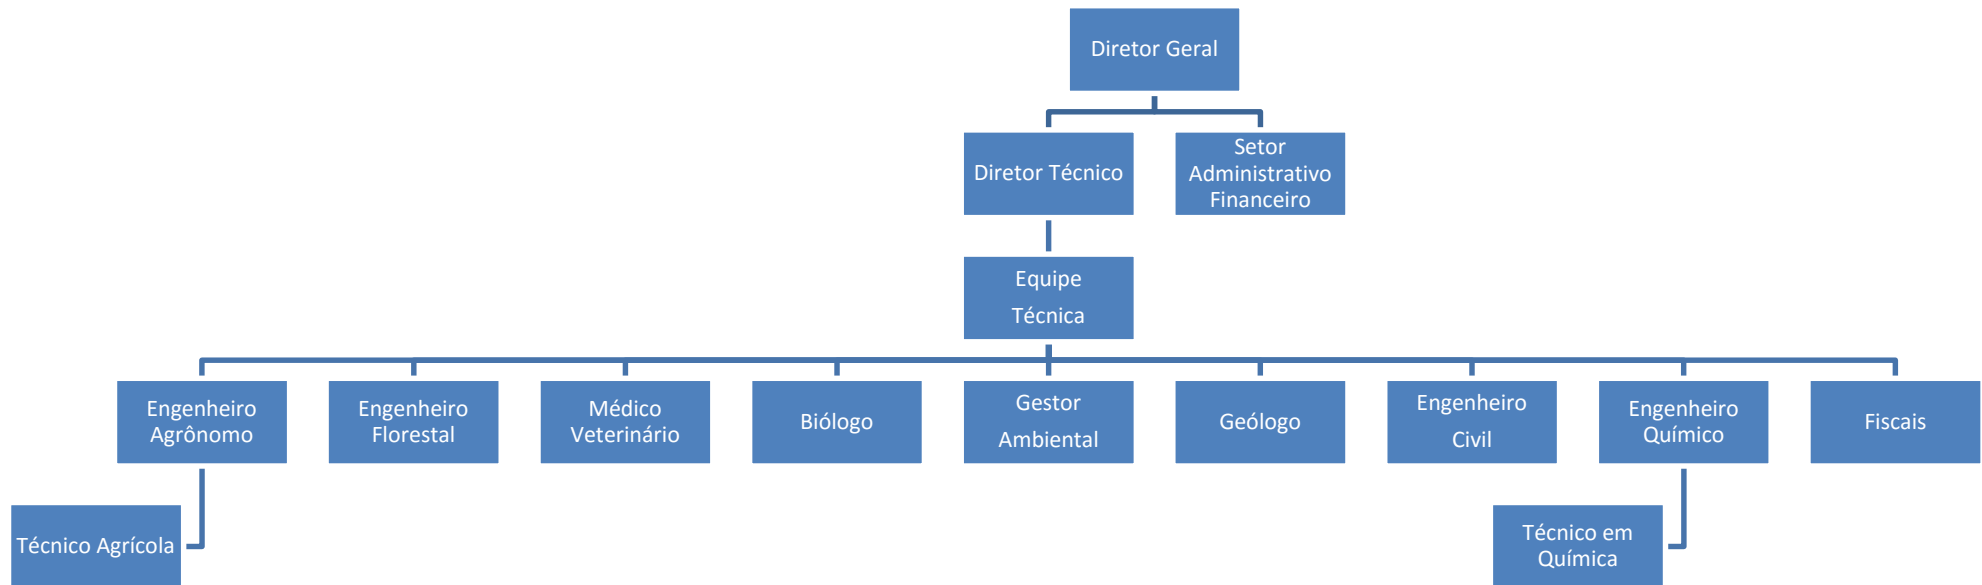 Diretor Geral
Diretor Técnico
Setor
Administrativo
Financeiro
Equipe
Técnica
Engenheiro
Agrônomo
Engenheiro
Florestal
Médico
Veterinário
Biólogo
Gestor
Ambiental
Geólogo
Engenheiro
Civil
Engenheiro
Químico
Fiscais
Técnico Agrícola
Técnico em
Química